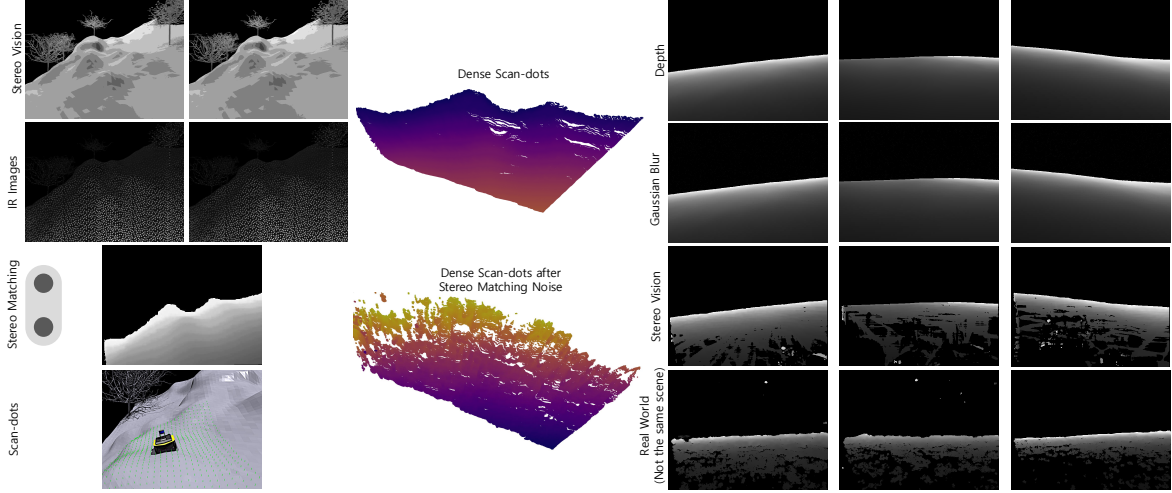 Stereo Vision
IR Images
Stereo Matching
Scan-dots
Dense Scan-dots
Dense Scan-dots after
Stereo Matching Noise
Depth
Gaussian Blur
Stereo Vision
Real World
(Not the same scene)